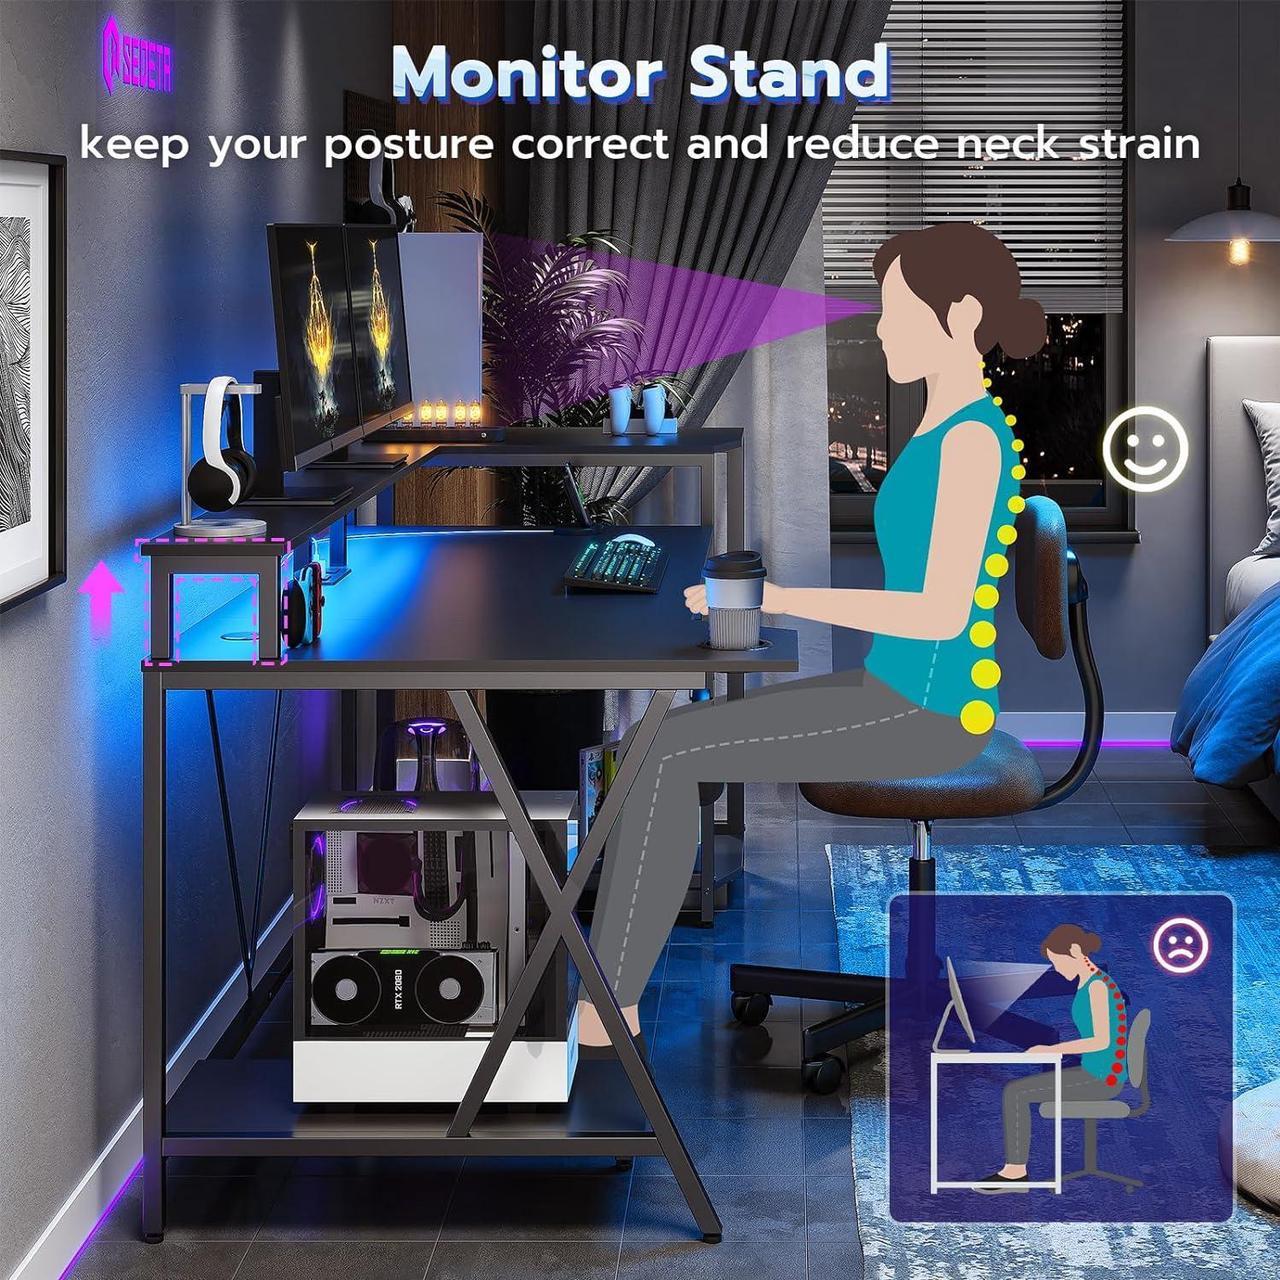 SEDETA
Monitor Stand
keep your posture correct and reduce neck strain
NZXT
RTX 2080